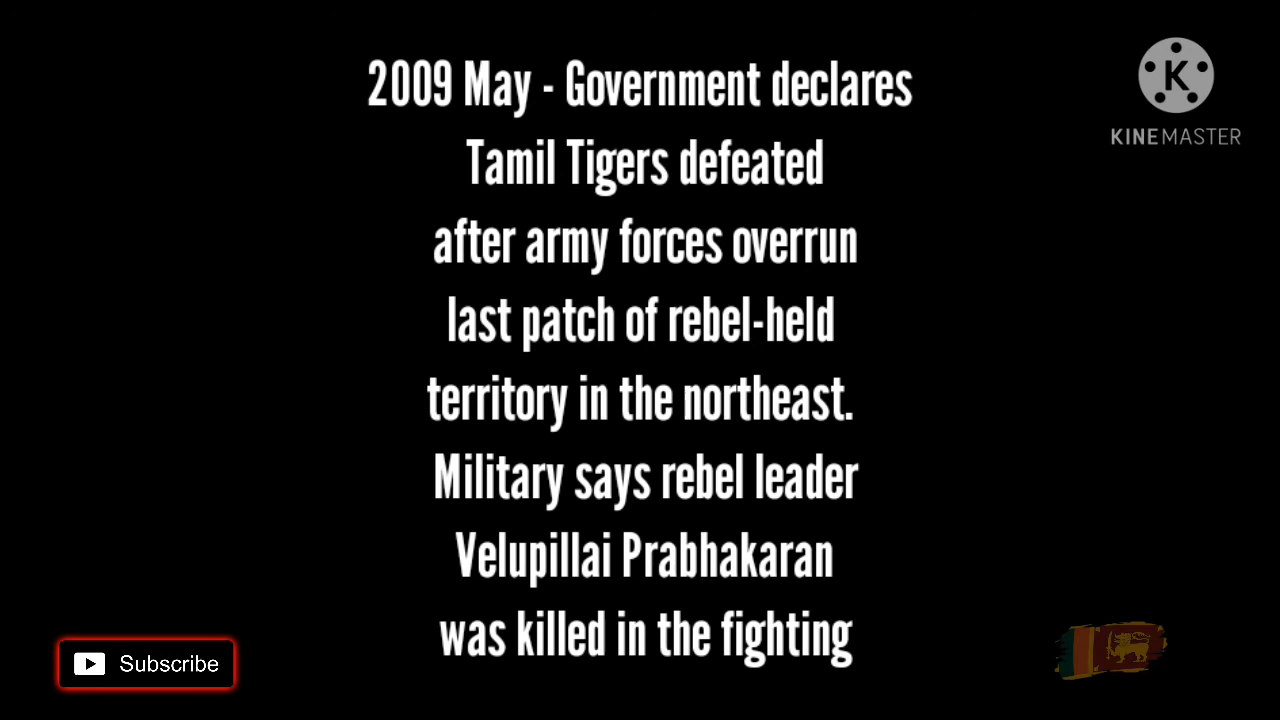 2009 May - Government declares
Tamil Tigers defeated
after army forces overrun
last patch of rebel-held
territory in the northeast.
Military says rebel leader
Velupillai Prabhakaran
was killed in the fighting
K
KINEMASTER
Subscribe